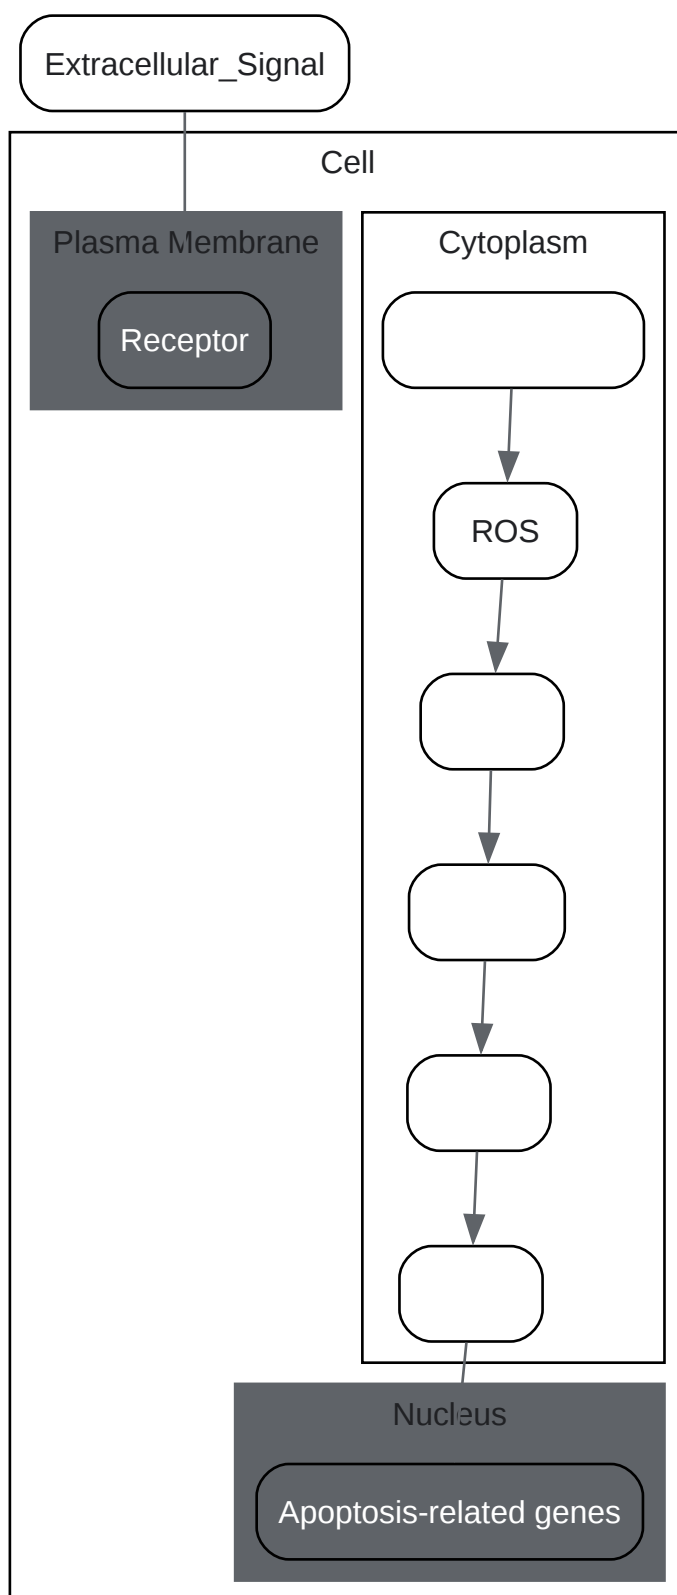 Extracellular_Signal
Cell
Plasma Membrane
Cytoplasm
Receptor
ROS
Nucleus
Apoptosis-related genes